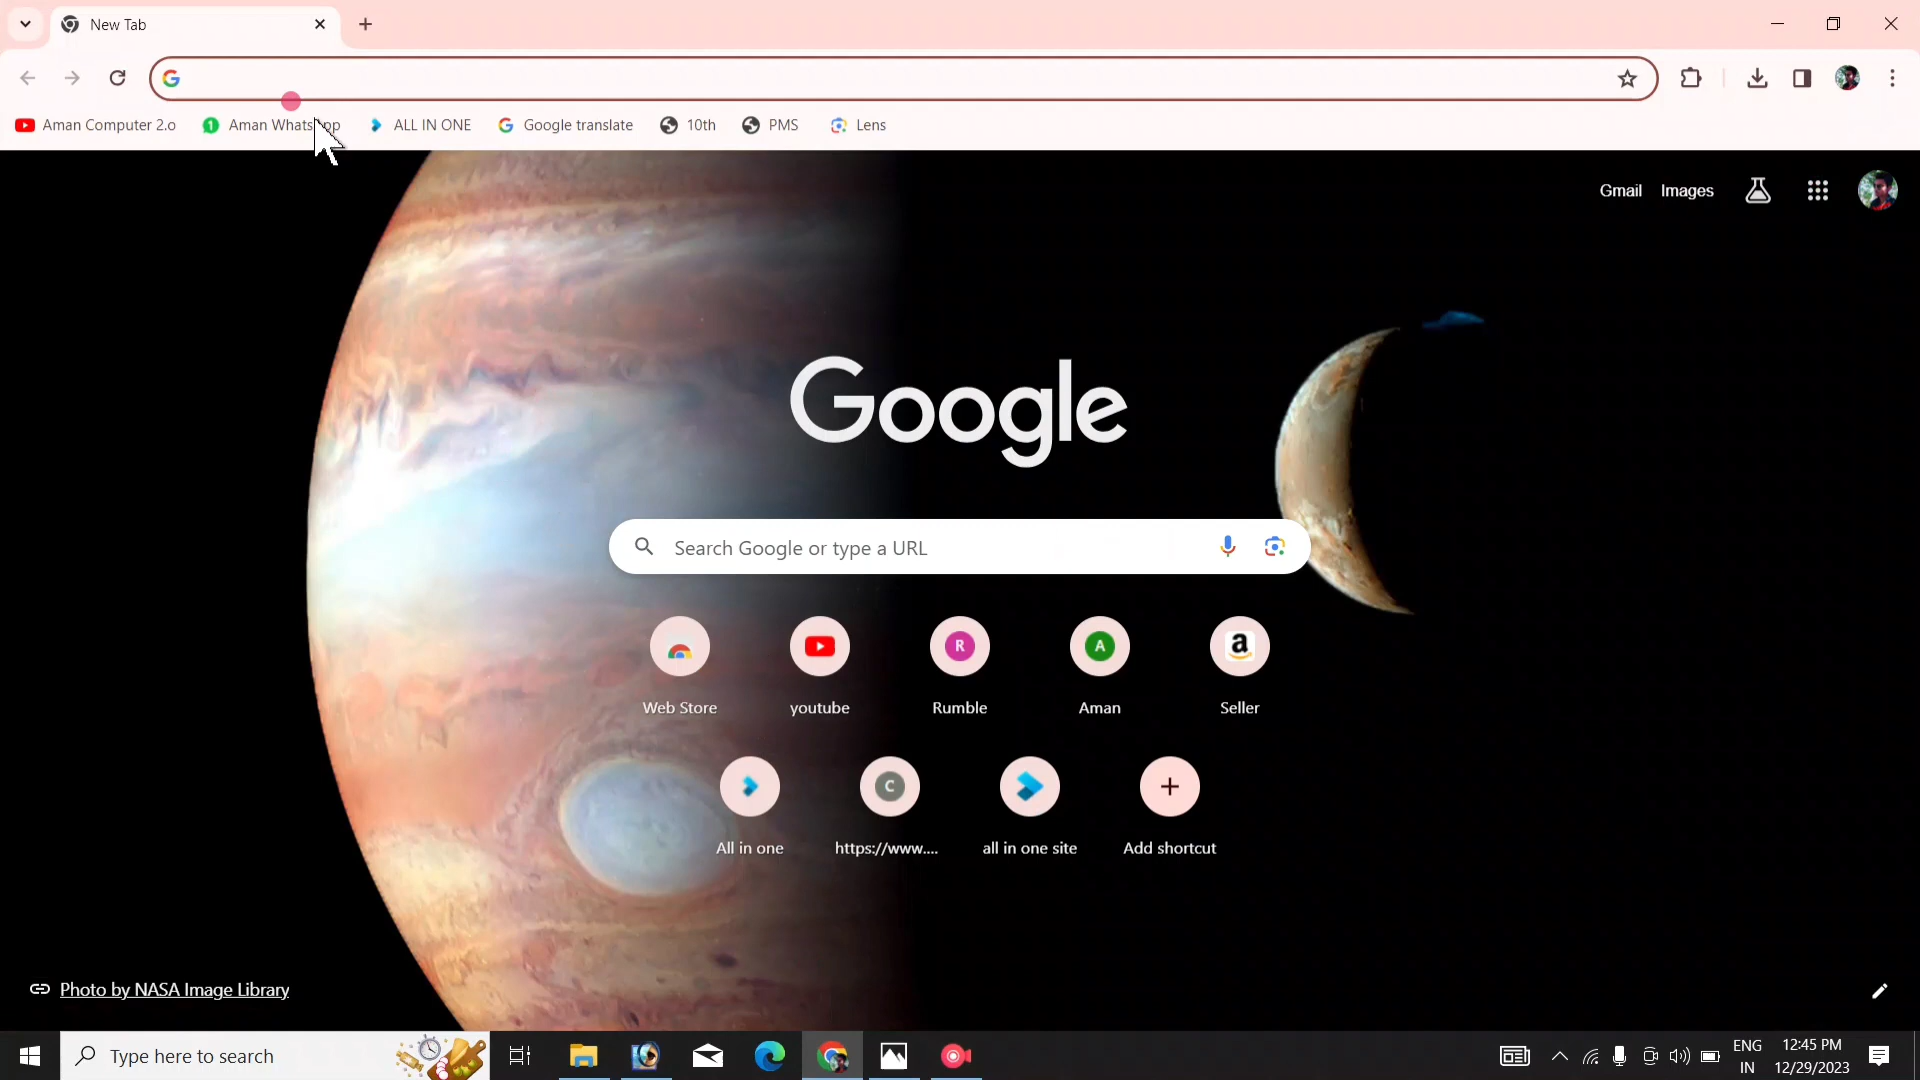 New Tab
Aman Computer 2.o
Aman WhatsApp
ALL IN ONE
Google translate
10th
PMS
Lens
Gmail
Images
Google
Search Google or type a URL
R
A
a
Web Store
youtube
Rumble
Aman
Seller
C
All in one
https://www....
all in one site
Add shortcut
Photo by NASA Image Library
Type here to search
ENG
IN
12:45 PM
12/29/2023